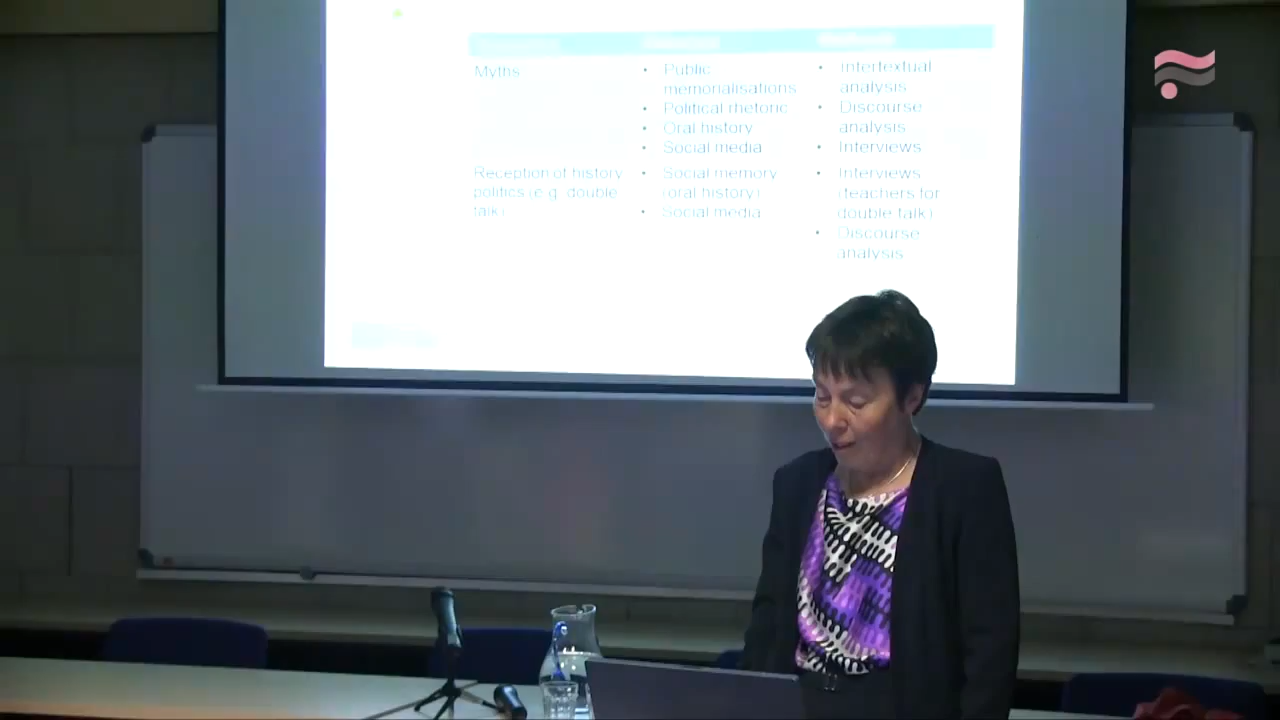 Myths
• Public
memorialisations
• Political rhetoric
• Oral history
• Social media
• Intertextual
analysis
• Discourse
analysis
• Interviews
Reception of history
politics (e.g. double
talk)
• Social memory
(oral history)
• Social media
• Interviews
(teachers for
double talk)
• Discourse
analysis